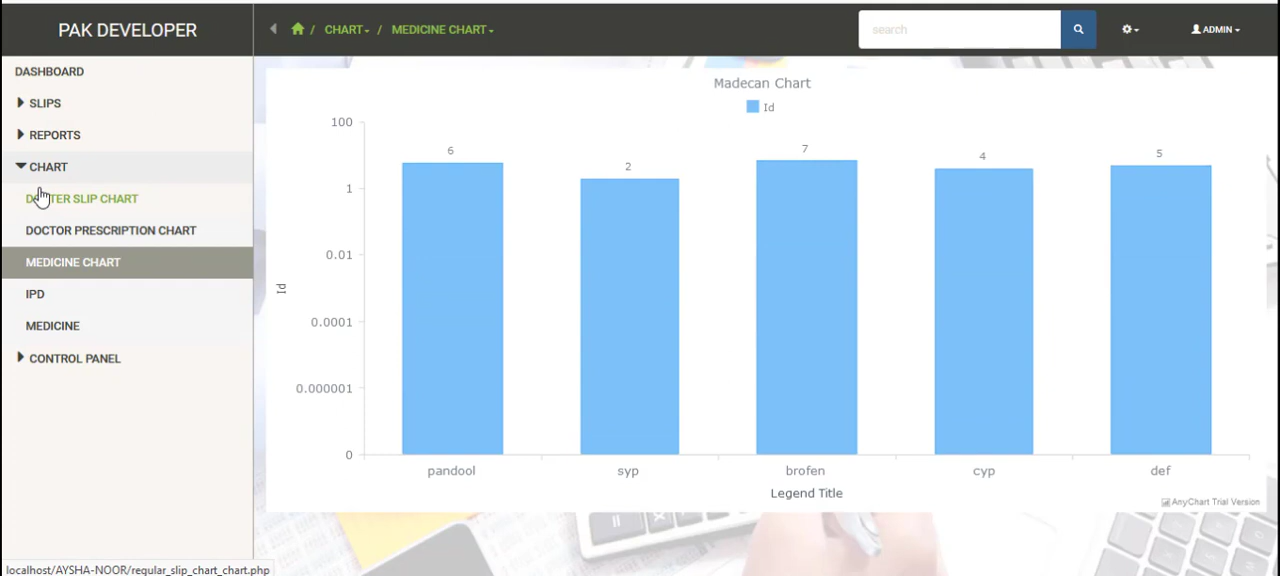 PAK DEVELOPER
/ CHART / MEDICINE CHART
search
ADMIN
DASHBOARD
SLIPS
REPORTS
CHART
TER SLIP CHART
DOCTOR PRESCRIPTION CHART
MEDICINE CHART
IPD
MEDICINE
CONTROL PANEL
Madecan Chart
Id
100
1
0.01
0.0001
0.000001
0
Id
6
2
7
4
5
pandool
syp
brofen
cyp
def
Legend Title
AnyChart Trial Version
localhost/AYSHA-NOOR/regular_slip_chart_chart.php